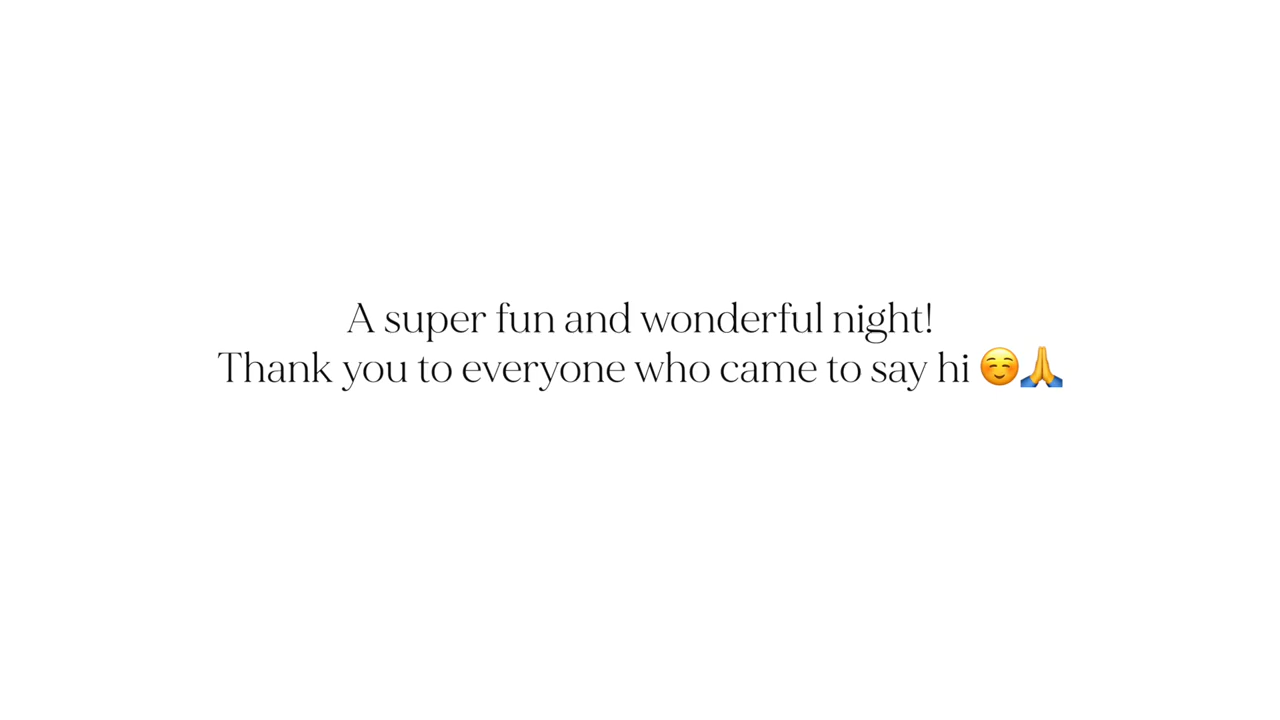 A super fun and wonderful night!
Thank you to everyone who came to say hi ☺️🙏